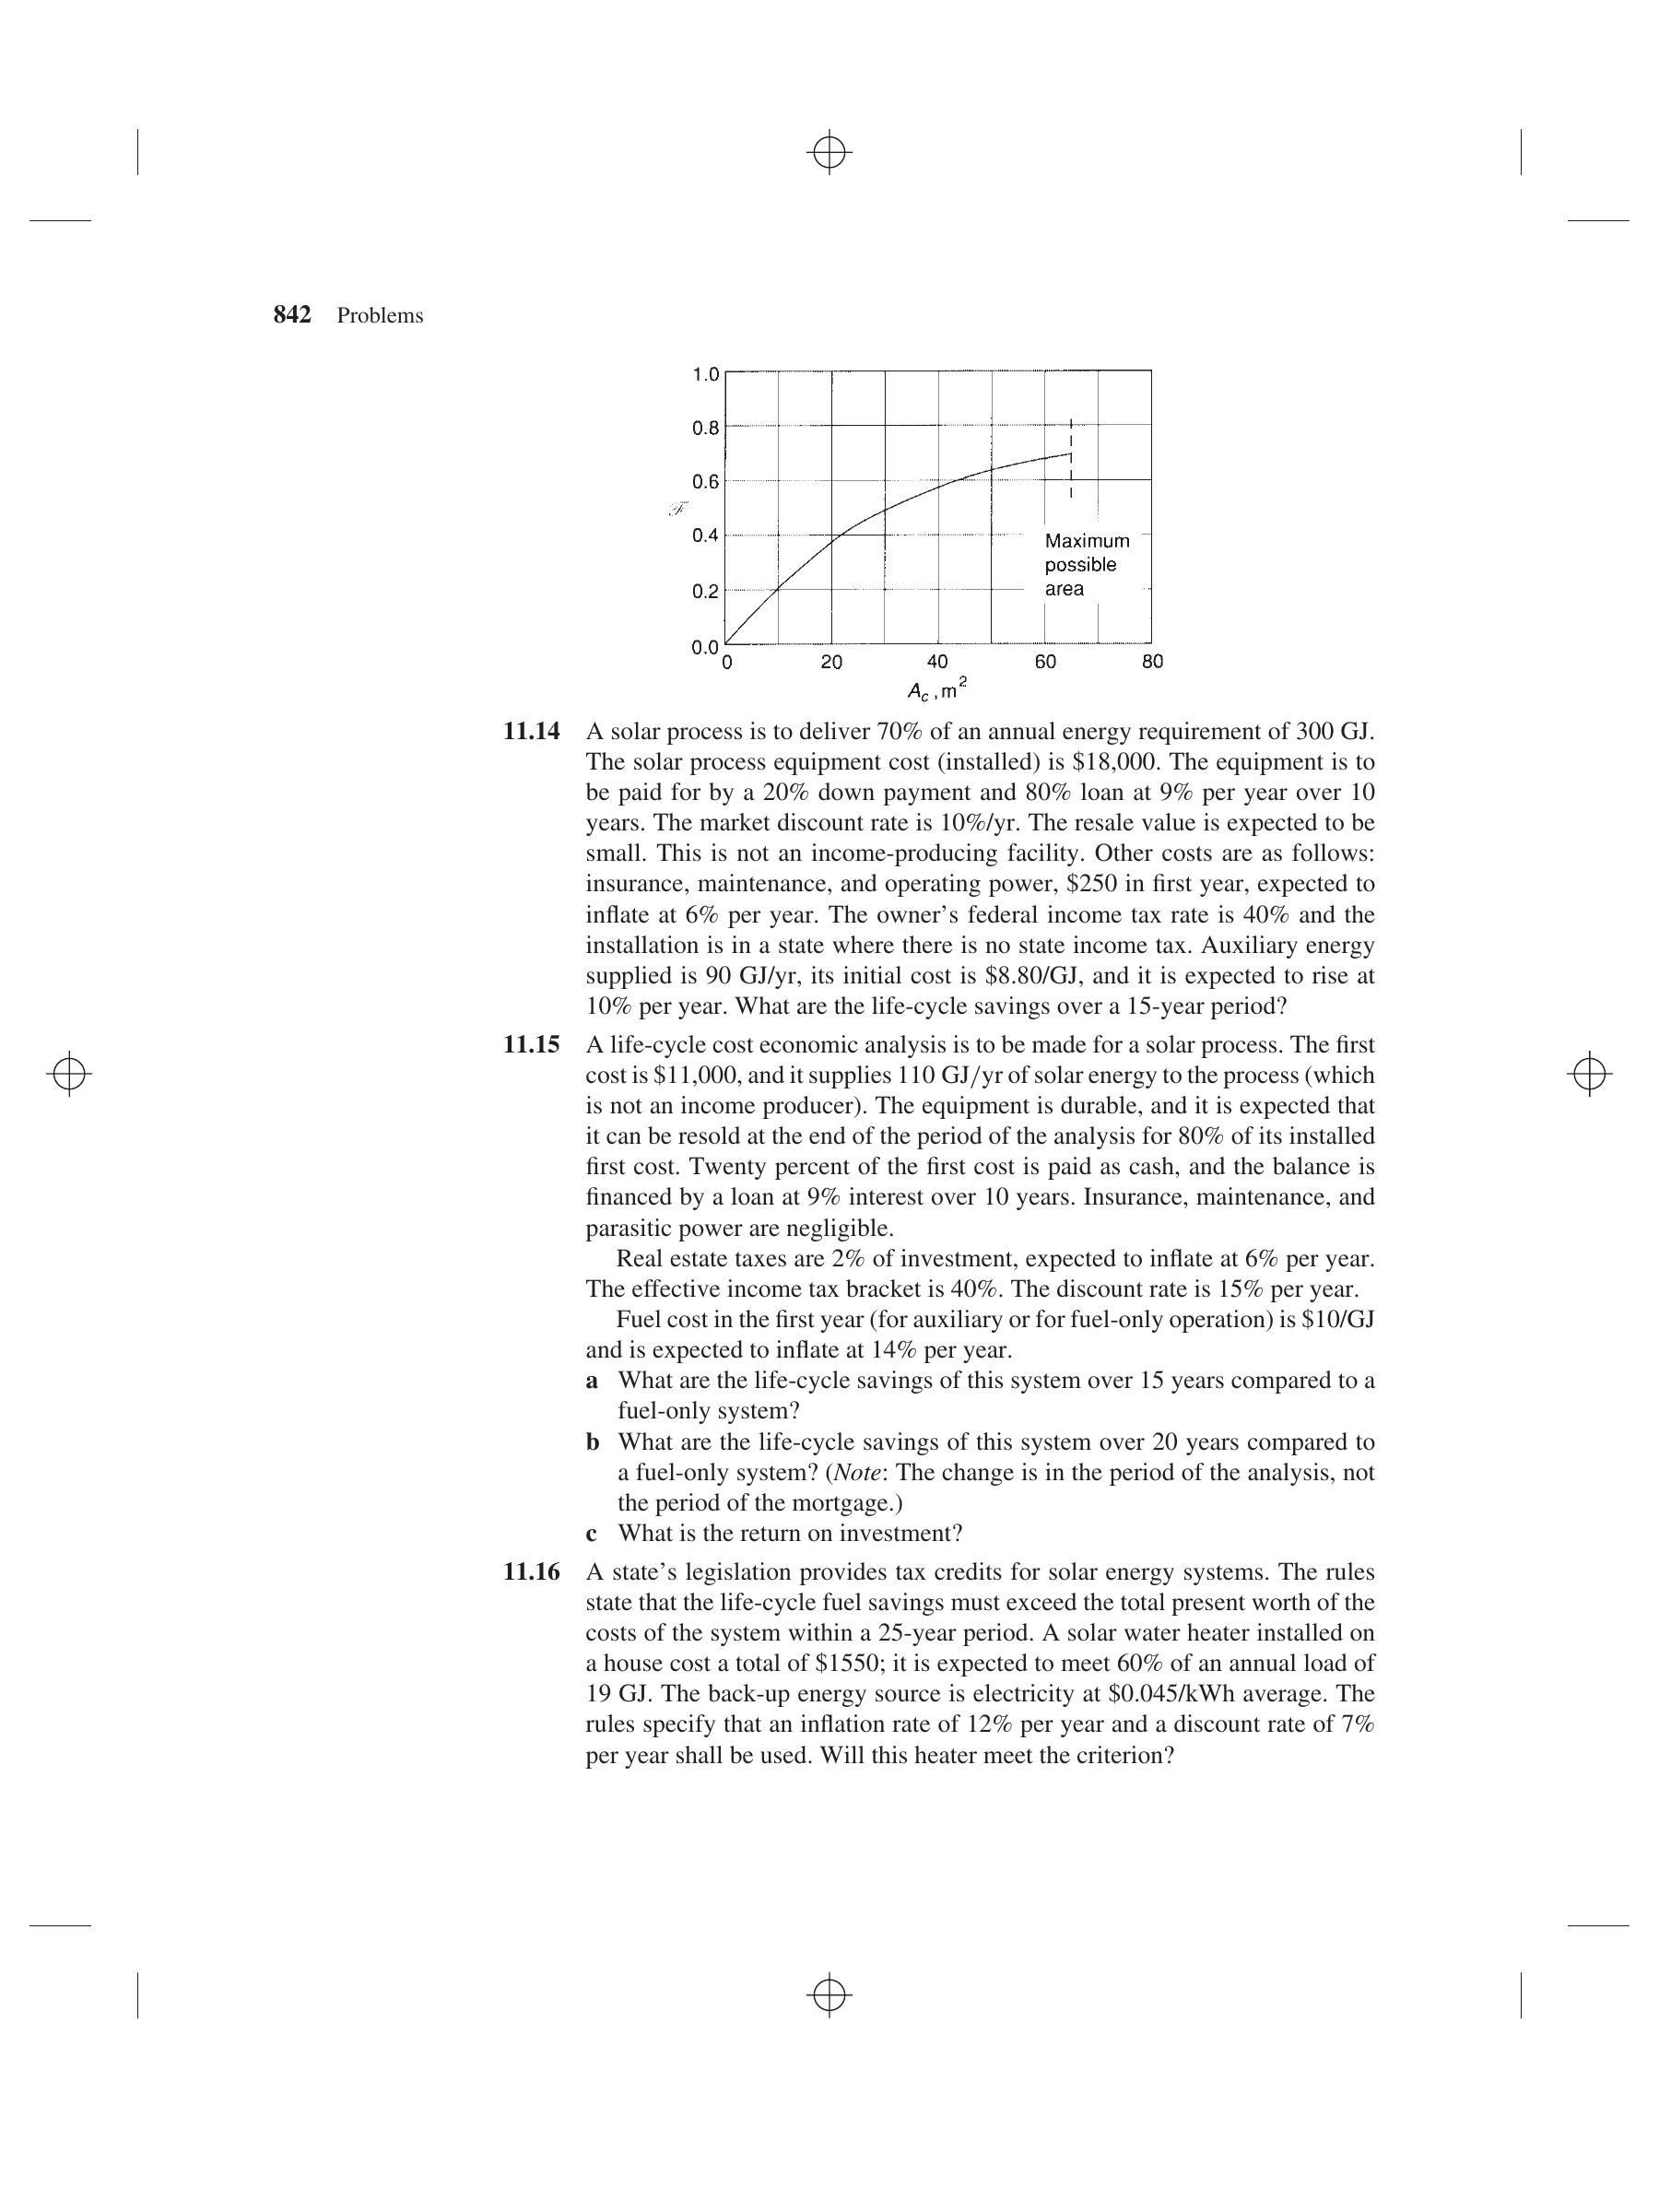 842 Problems
1.0
0.8
0.6
ℱ
0.4
Maximum
possible
0.2
area
0.0
0 20 40 60 80
A_c , m²
11.14 A solar process is to deliver 70% of an annual energy requirement of 300 GJ.
The solar process equipment cost (installed) is $18,000. The equipment is to
be paid for by a 20% down payment and 80% loan at 9% per year over 10
years. The market discount rate is 10%/yr. The resale value is expected to be
small. This is not an income-producing facility. Other costs are as follows:
insurance, maintenance, and operating power, $250 in first year, expected to
inflate at 6% per year. The owner’s federal income tax rate is 40% and the
installation is in a state where there is no state income tax. Auxiliary energy
supplied is 90 GJ/yr, its initial cost is $8.80/GJ, and it is expected to rise at
10% per year. What are the life-cycle savings over a 15-year period?
11.15 A life-cycle cost economic analysis is to be made for a solar process. The first
cost is $11,000, and it supplies 110 GJ/yr of solar energy to the process (which
is not an income producer). The equipment is durable, and it is expected that
it can be resold at the end of the period of the analysis for 80% of its installed
first cost. Twenty percent of the first cost is paid as cash, and the balance is
financed by a loan at 9% interest over 10 years. Insurance, maintenance, and
parasitic power are negligible.
Real estate taxes are 2% of investment, expected to inflate at 6% per year.
The effective income tax bracket is 40%. The discount rate is 15% per year.
Fuel cost in the first year (for auxiliary or for fuel-only operation) is $10/GJ
and is expected to inflate at 14% per year.
a What are the life-cycle savings of this system over 15 years compared to a
fuel-only system?
b What are the life-cycle savings of this system over 20 years compared to
a fuel-only system? (Note: The change is in the period of the analysis, not
the period of the mortgage.)
c What is the return on investment?
11.16 A state’s legislation provides tax credits for solar energy systems. The rules
state that the life-cycle fuel savings must exceed the total present worth of the
costs of the system within a 25-year period. A solar water heater installed on
a house cost a total of $1550; it is expected to meet 60% of an annual load of
19 GJ. The back-up energy source is electricity at $0.045/kWh average. The
rules specify that an inflation rate of 12% per year and a discount rate of 7%
per year shall be used. Will this heater meet the criterion?